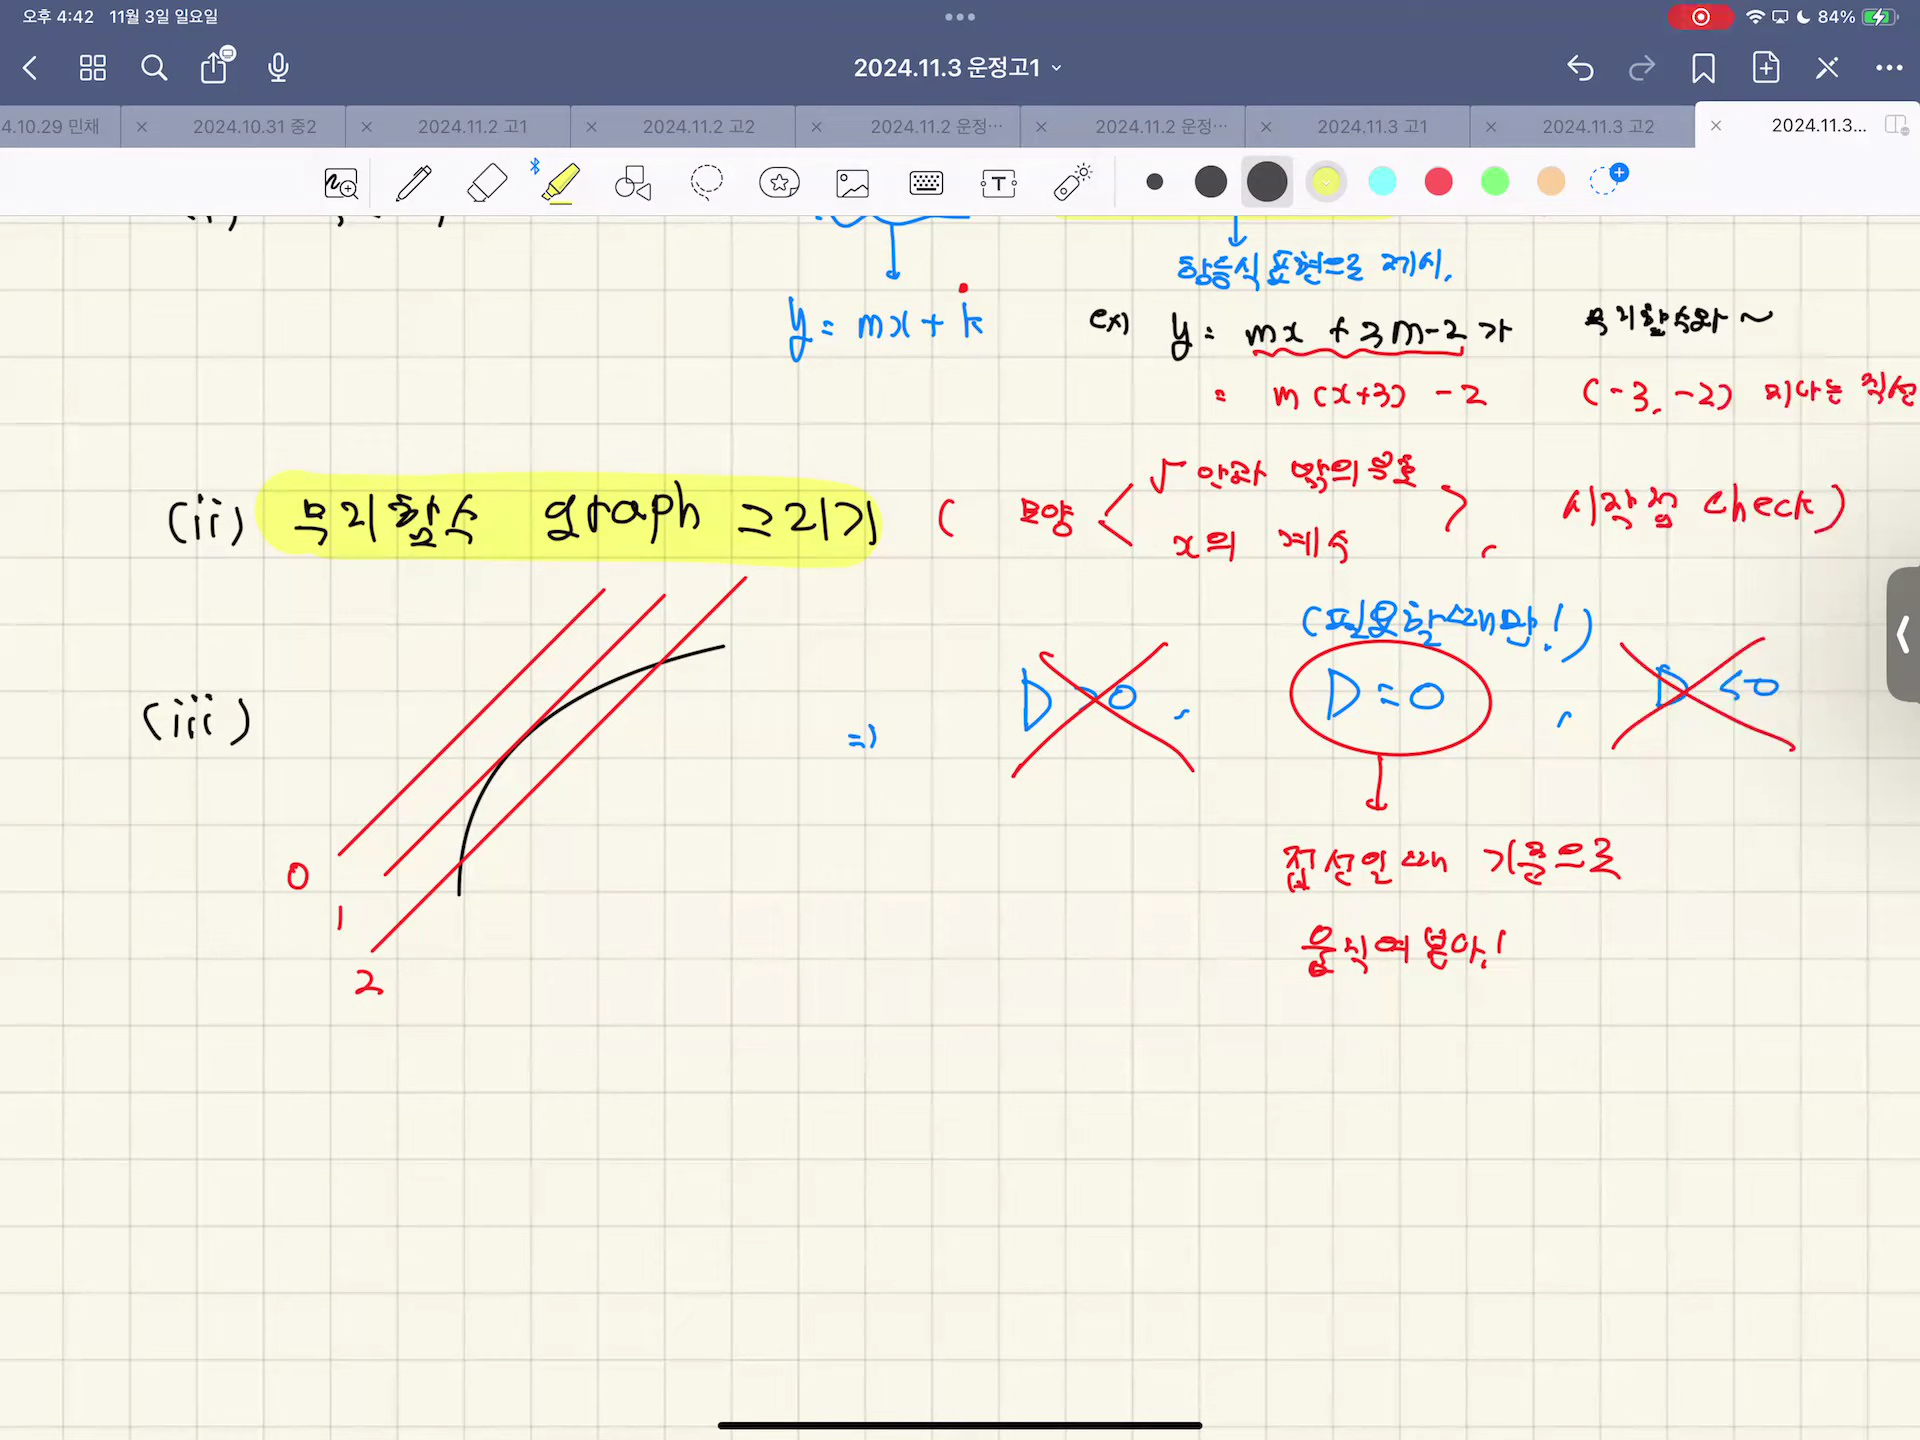 오후 4:42 11월 3일 일요일
84%
2024.11.3 운정고1
4.10.29 민채
2024.10.31 중2
2024.11.2 고1
2024.11.2 고2
2024.11.2 운정…
2024.11.2 운정…
2024.11.3 고1
2024.11.3 고2
2024.11.3...
항등식 표현으로 제시.
y = mx + k
ex) y = mx + 3m-2 가 무리함수와 ~
= m(x+3) -2 (-3, -2) 지나는 직선
(ii) 무리함수 graph 그리기 ( 모양 < √ 안과 밖의 부호 x의 계수 > , 시작점 check )
(필요할때만!)
(iii) ⇒ D > 0 , D = 0 , D < 0
0
1
2
접선일때 기준으로
움직여 본다!